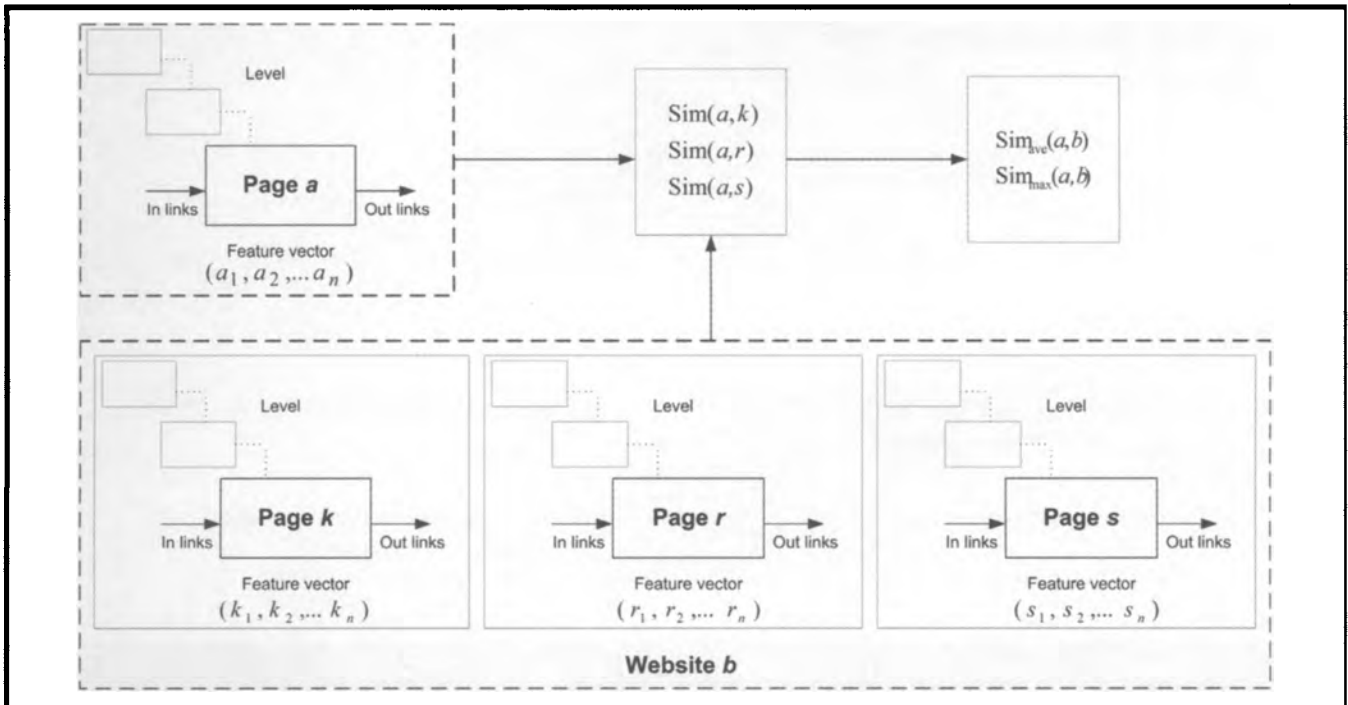 Level
Page a
In links
Out links
Feature vector
(a1, a2,... an)
Sim(a,k)
Sim(a,r)
Sim(a,s)
Simave(a,b)
Simmax(a,b)
Level
Page k
In links
Out links
Feature vector
(k1, k2,... kn)
Level
Page r
In links
Out links
Feature vector
(r1, r2,... rn)
Level
Page s
In links
Out links
Feature vector
(s1, s2,... sn)
Website b